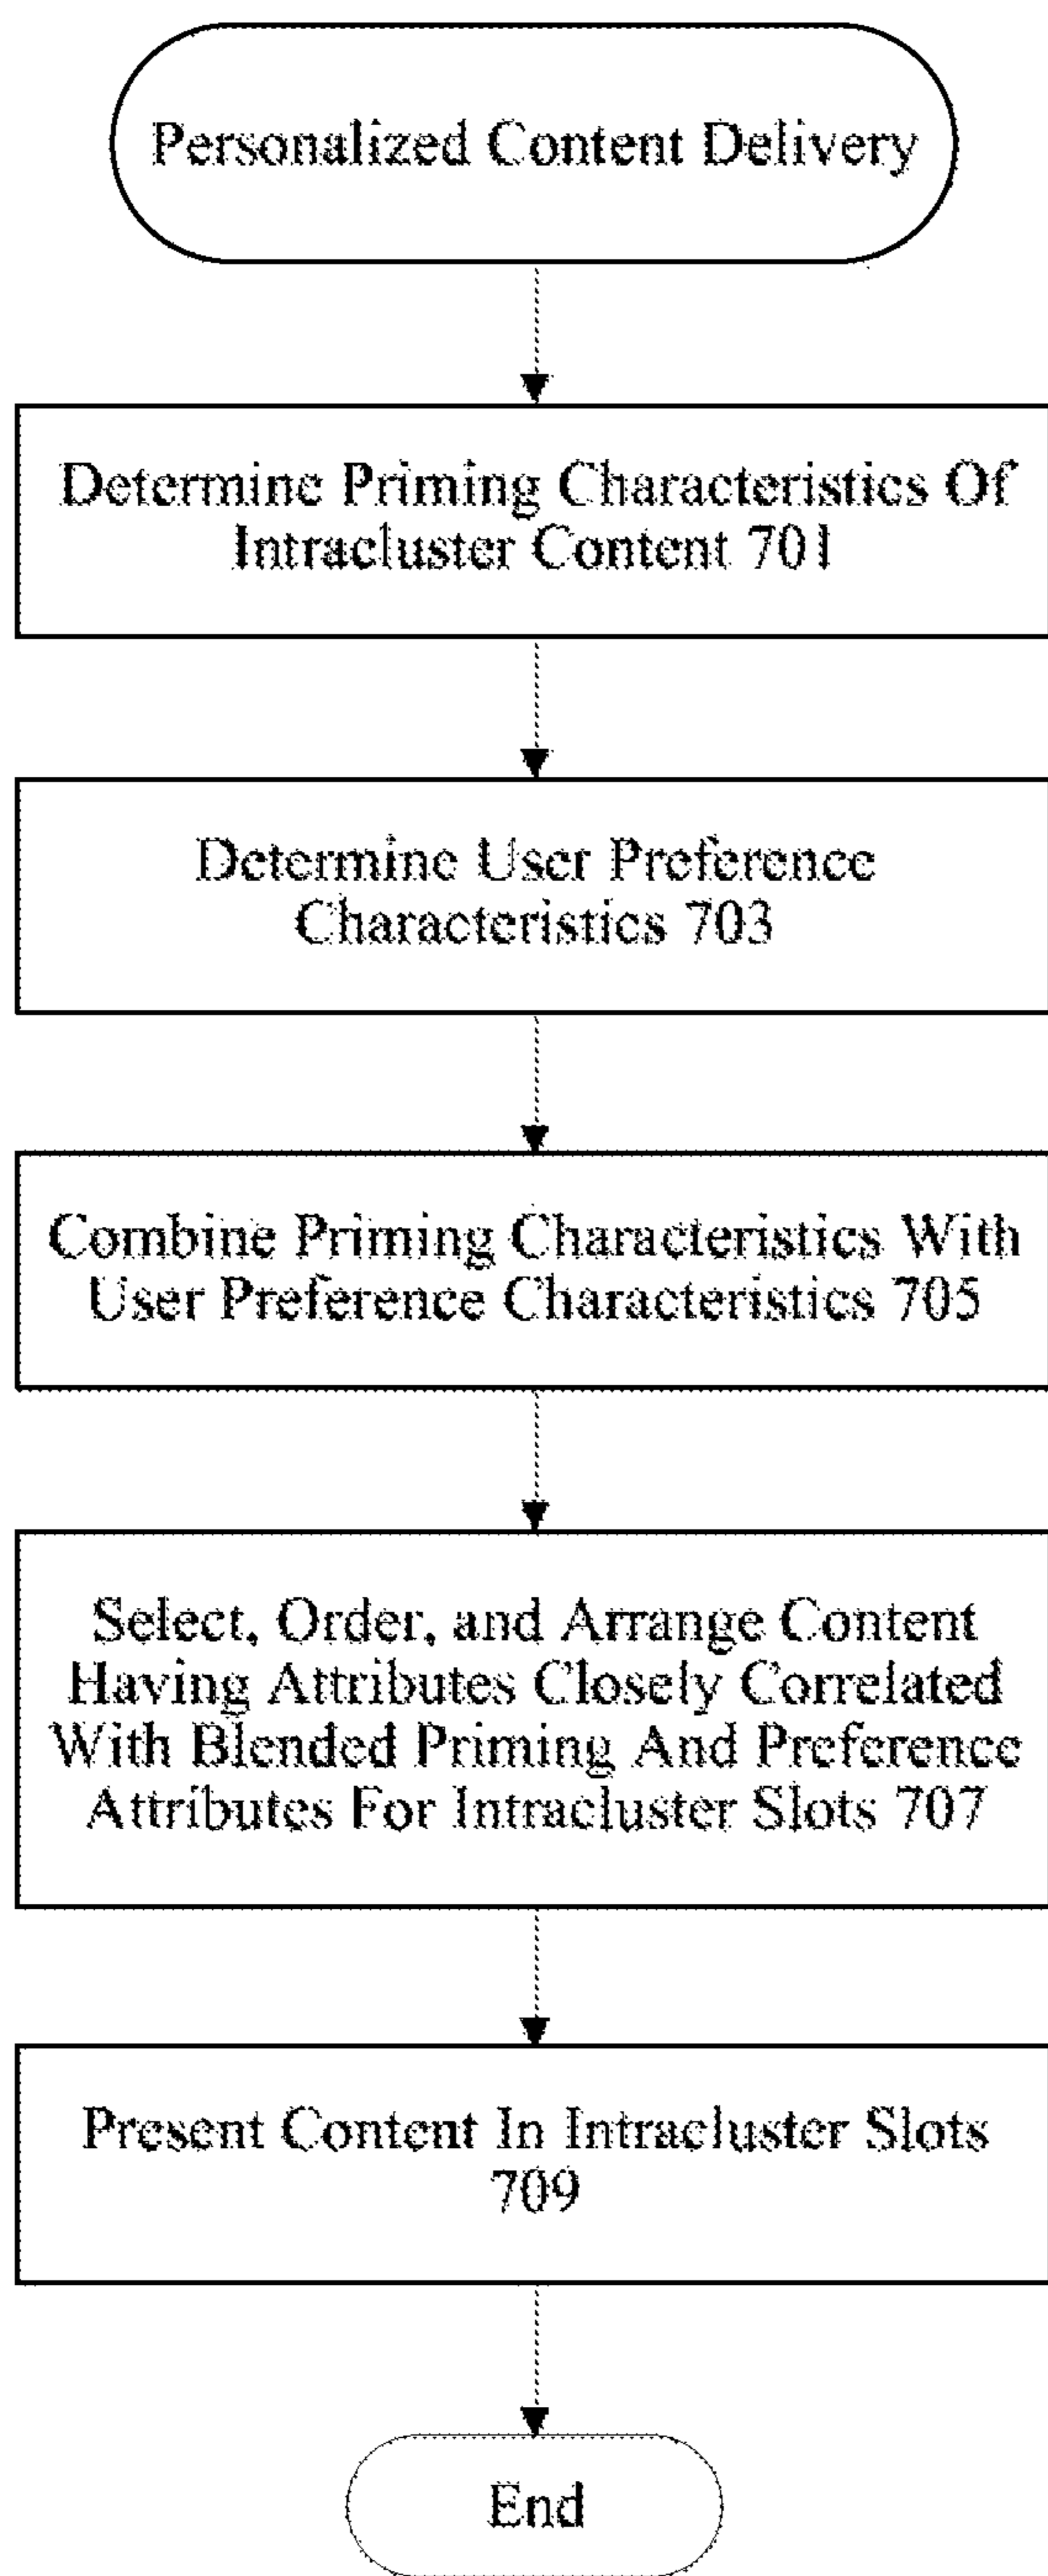 Personalized Content Delivery
Determine Priming Characteristics Of
Intracluster Content 701
Determine User Preference
Characteristics 703
Combine Priming Characteristics With
User Preference Characteristics 705
Select, Order, and Arrange Content
Having Attributes Closely Correlated
With Blended Priming And Preference
Attributes For Intracluster Slots 707
Present Content In Intracluster Slots
709
End